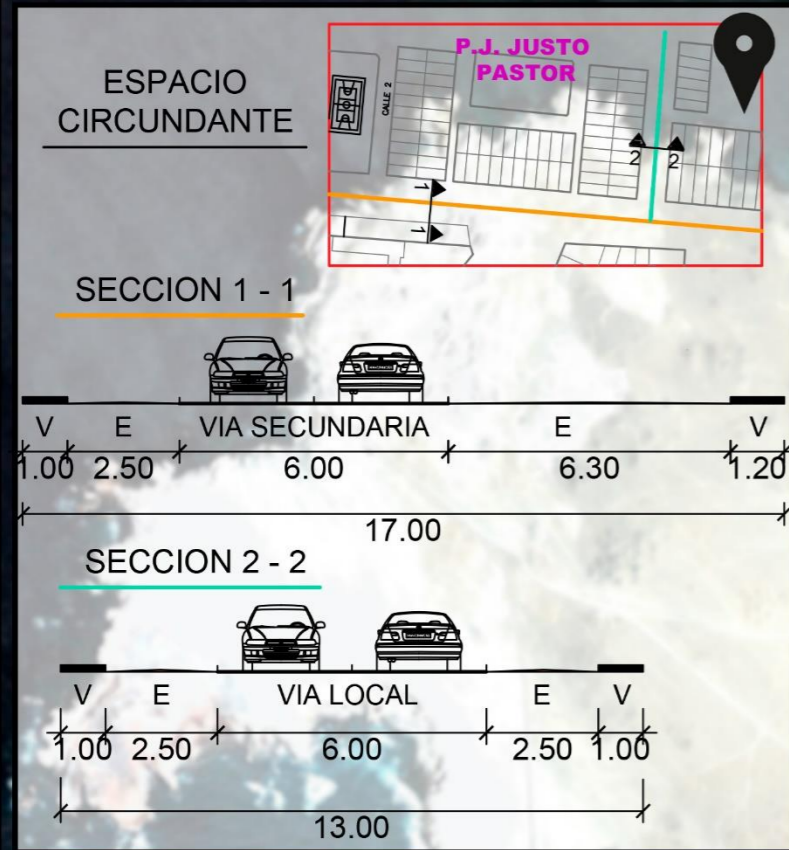 ESPACIO
CIRCUNDANTE
P.J. JUSTO
PASTOR
CALLE 2
2 2
1
1
SECCION 1 - 1
V E VIA SECUNDARIA E V
1.00 2.50 6.00 6.30 1.20
17.00
SECCION 2 - 2
V E VIA LOCAL E V
1.00 2.50 6.00 2.50 1.00
13.00